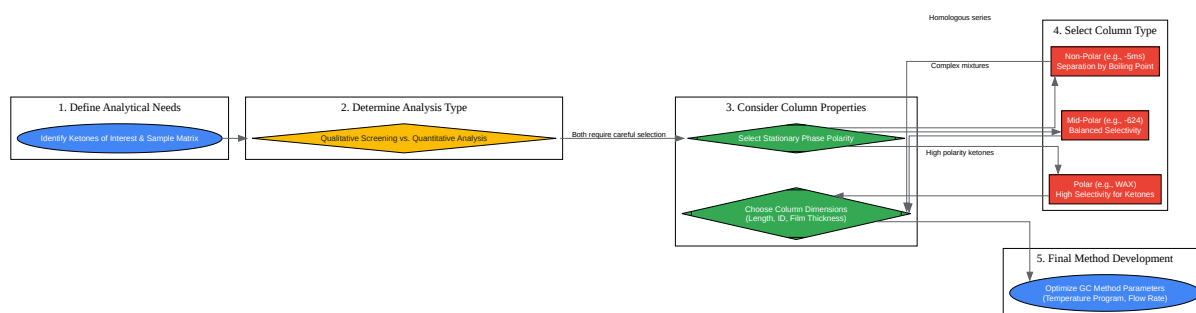 1. Define Analytical Needs
Identify Ketones of Interest & Sample Matrix
2. Determine Analysis Type
Qualitative Screening vs. Quantitative Analysis
Both require careful selection
3. Consider Column Properties
Select Stationary Phase Polarity
Choose Column Dimensions
(Length, ID, Film Thickness)
Homologous series
Complex mixtures
High polarity ketones
4. Select Column Type
Non-Polar (e.g., -5ms)
Separation by Boiling Point
Mid-Polar (e.g., -624)
Balanced Selectivity
Polar (e.g., WAX)
High Selectivity for Ketones
5. Final Method Development
Optimize GC Method Parameters
(Temperature Program, Flow Rate)